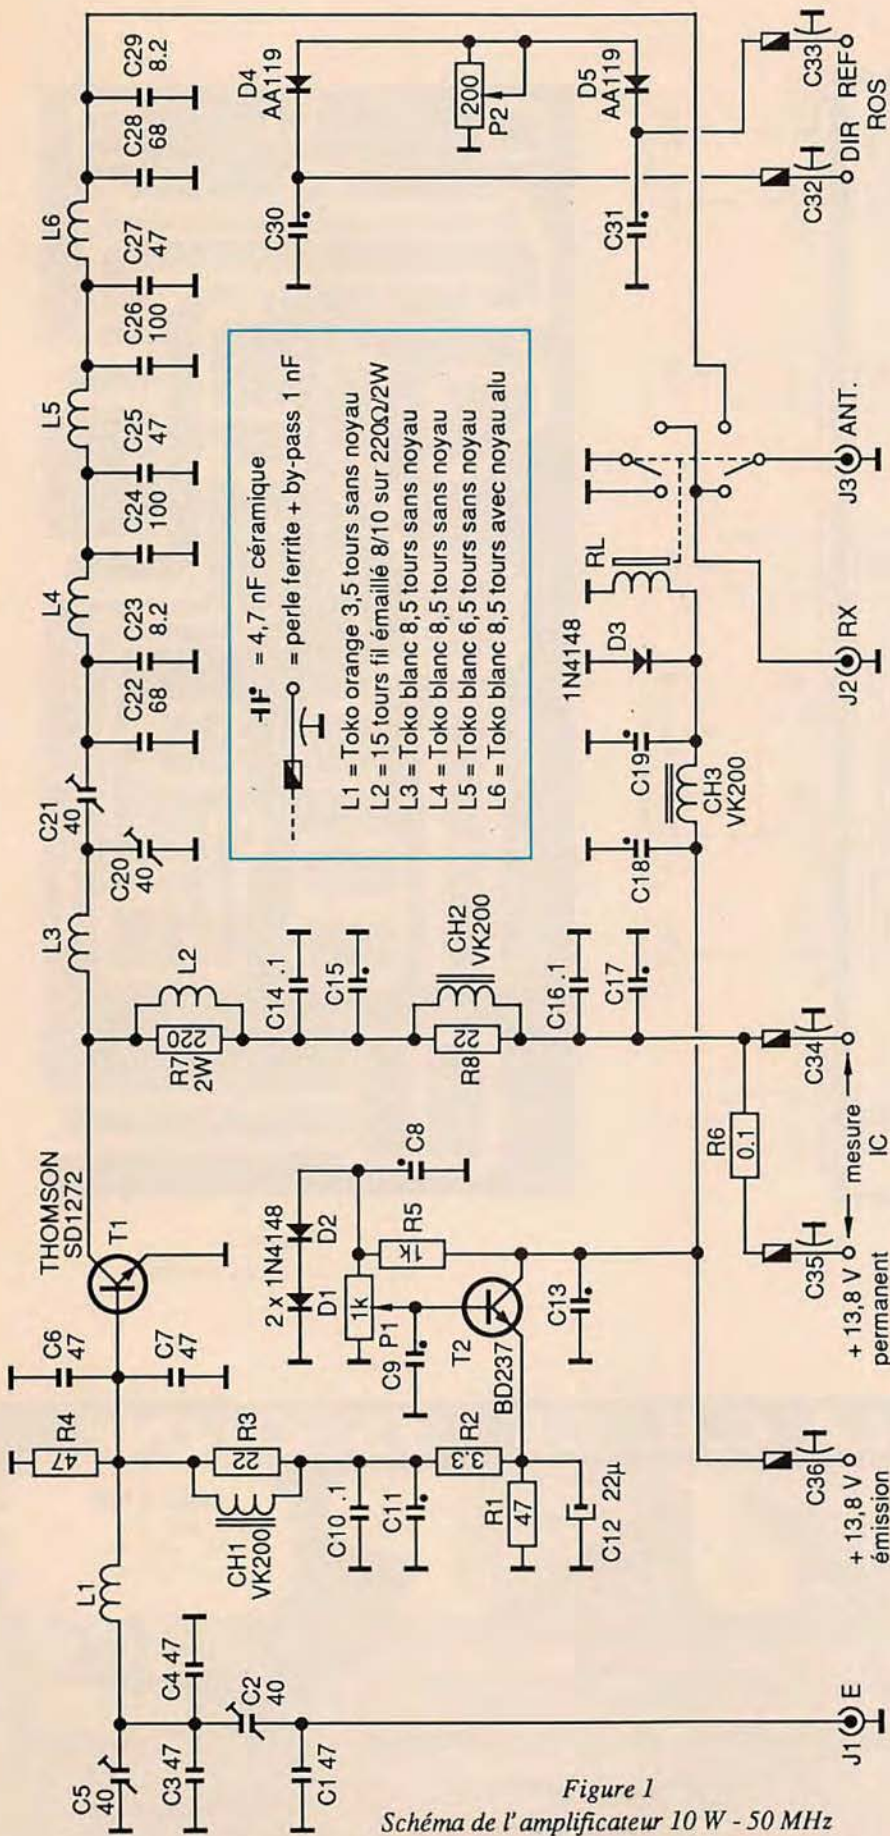 C29
8.2
C28
68
L6
C27
47
C26
100
L5
C25
47
C24
100
L4
C23
8.2
C22
68
C21
40
C20
40
L3
D4
AA119
200
P2
D5
AA119
C30
C31
C33
REF
C32
DIR
ROS
= 4,7 nF céramique
= perle ferrite + by-pass 1 nF
L1 = Toko orange 3,5 tours sans noyau
L2 = 15 tours fil émaillé 8/10 sur 220Ω/2W
L3 = Toko blanc 8,5 tours sans noyau
L4 = Toko blanc 8,5 tours sans noyau
L5 = Toko blanc 6,5 tours sans noyau
L6 = Toko blanc 8,5 tours avec noyau alu
THOMSON
SD1272
T1
R7
2W
220
L2
C14 .1
C15
CH2
VK200
22
R8
C16 .1
C17
1N4148
D3
RL
C19
C18
CH3
VK200
J3 ANT.
J2 RX
C6
47
C7
47
R4
47
2 x 1N4148
D1
D2
C8
1k
P1
R5
1k
C9
T2
BD237
C13
R6
0.1
C34
C35
mesure
IC
+ 13,8 V
permanent
L1
R3
22
CH1
VK200
C10 .1
C11
R2
3.3
R1
47
C12
22µ
C36
+ 13,8 V
émission
C5
40
C4 47
C3 47
C2
40
C1 47
J1 E
Figure 1
Schéma de l'amplificateur 10 W - 50 MHz